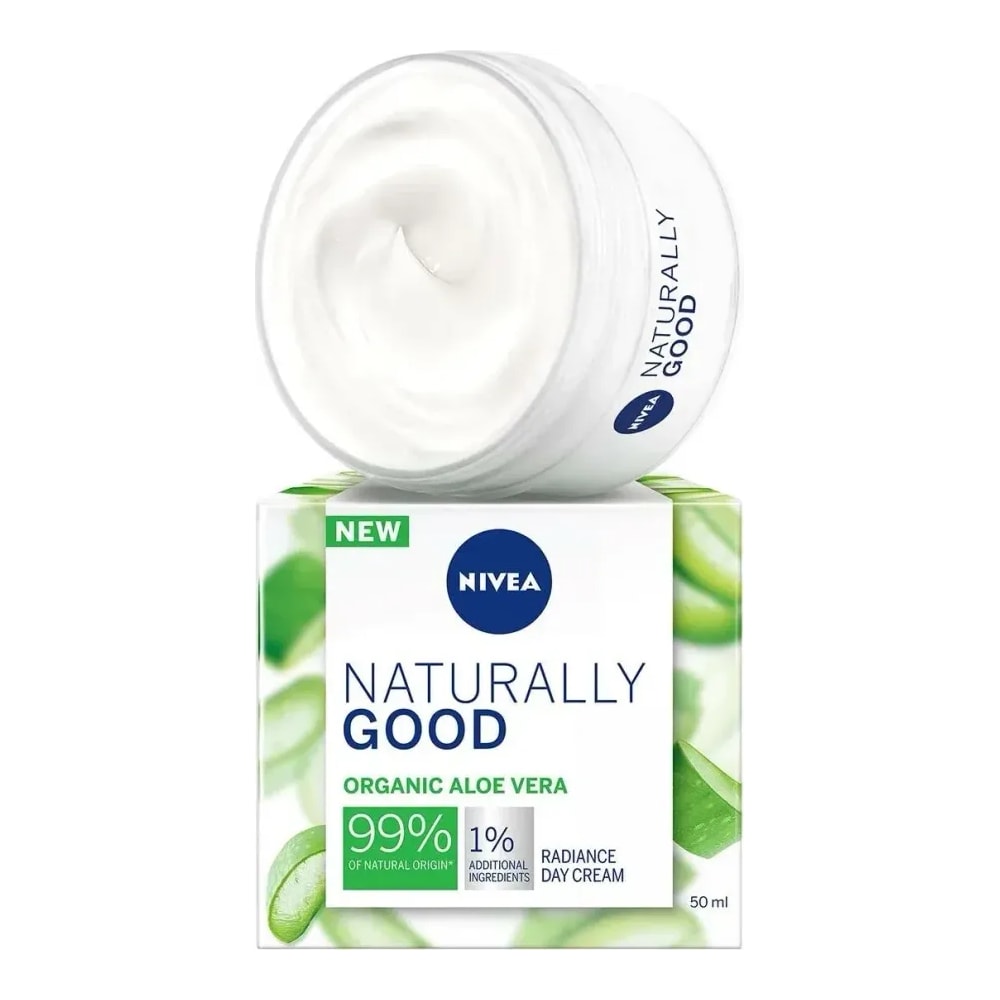 NATURALLY
GOOD
NIVEA
NEW
NIVEA
NATURALLY
GOOD
ORGANIC ALOE VERA
99%
OF NATURAL ORIGIN*
1%
ADDITIONAL
INGREDIENTS
RADIANCE
DAY CREAM
50 ml